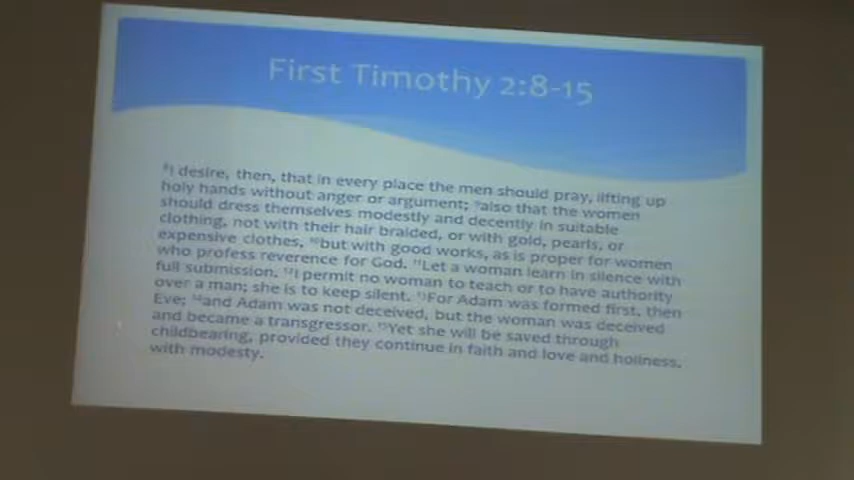 First Timothy 2:8-15
⁸I desire, then, that in every place the men should pray, lifting up
holy hands without anger or argument; ⁹also that the women
should dress themselves modestly and decently in suitable
clothing, not with their hair braided, or with gold, pearls, or
expensive clothes, ¹⁰but with good works, as is proper for women
who profess reverence for God. ¹¹Let a woman learn in silence with
full submission. ¹²I permit no woman to teach or to have authority
over a man; she is to keep silent. ¹³For Adam was formed first, then
Eve; ¹⁴and Adam was not deceived, but the woman was deceived
and became a transgressor. ¹⁵Yet she will be saved through
childbearing, provided they continue in faith and love and holiness,
with modesty.